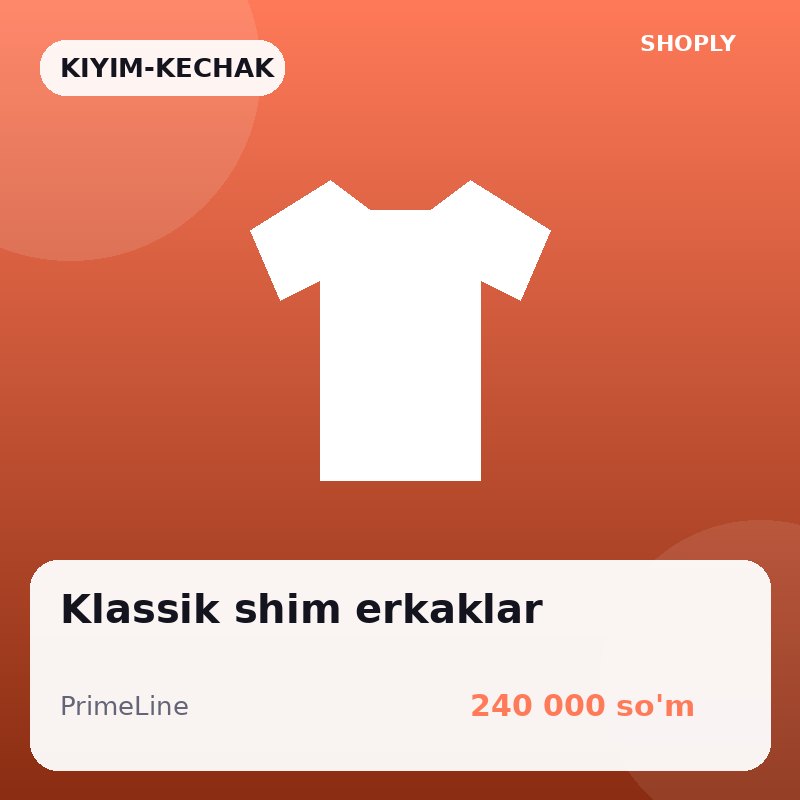 KIYIM-KECHAK
SHOPLY
Klassik shim erkaklar
PrimeLine
240 000 so'm